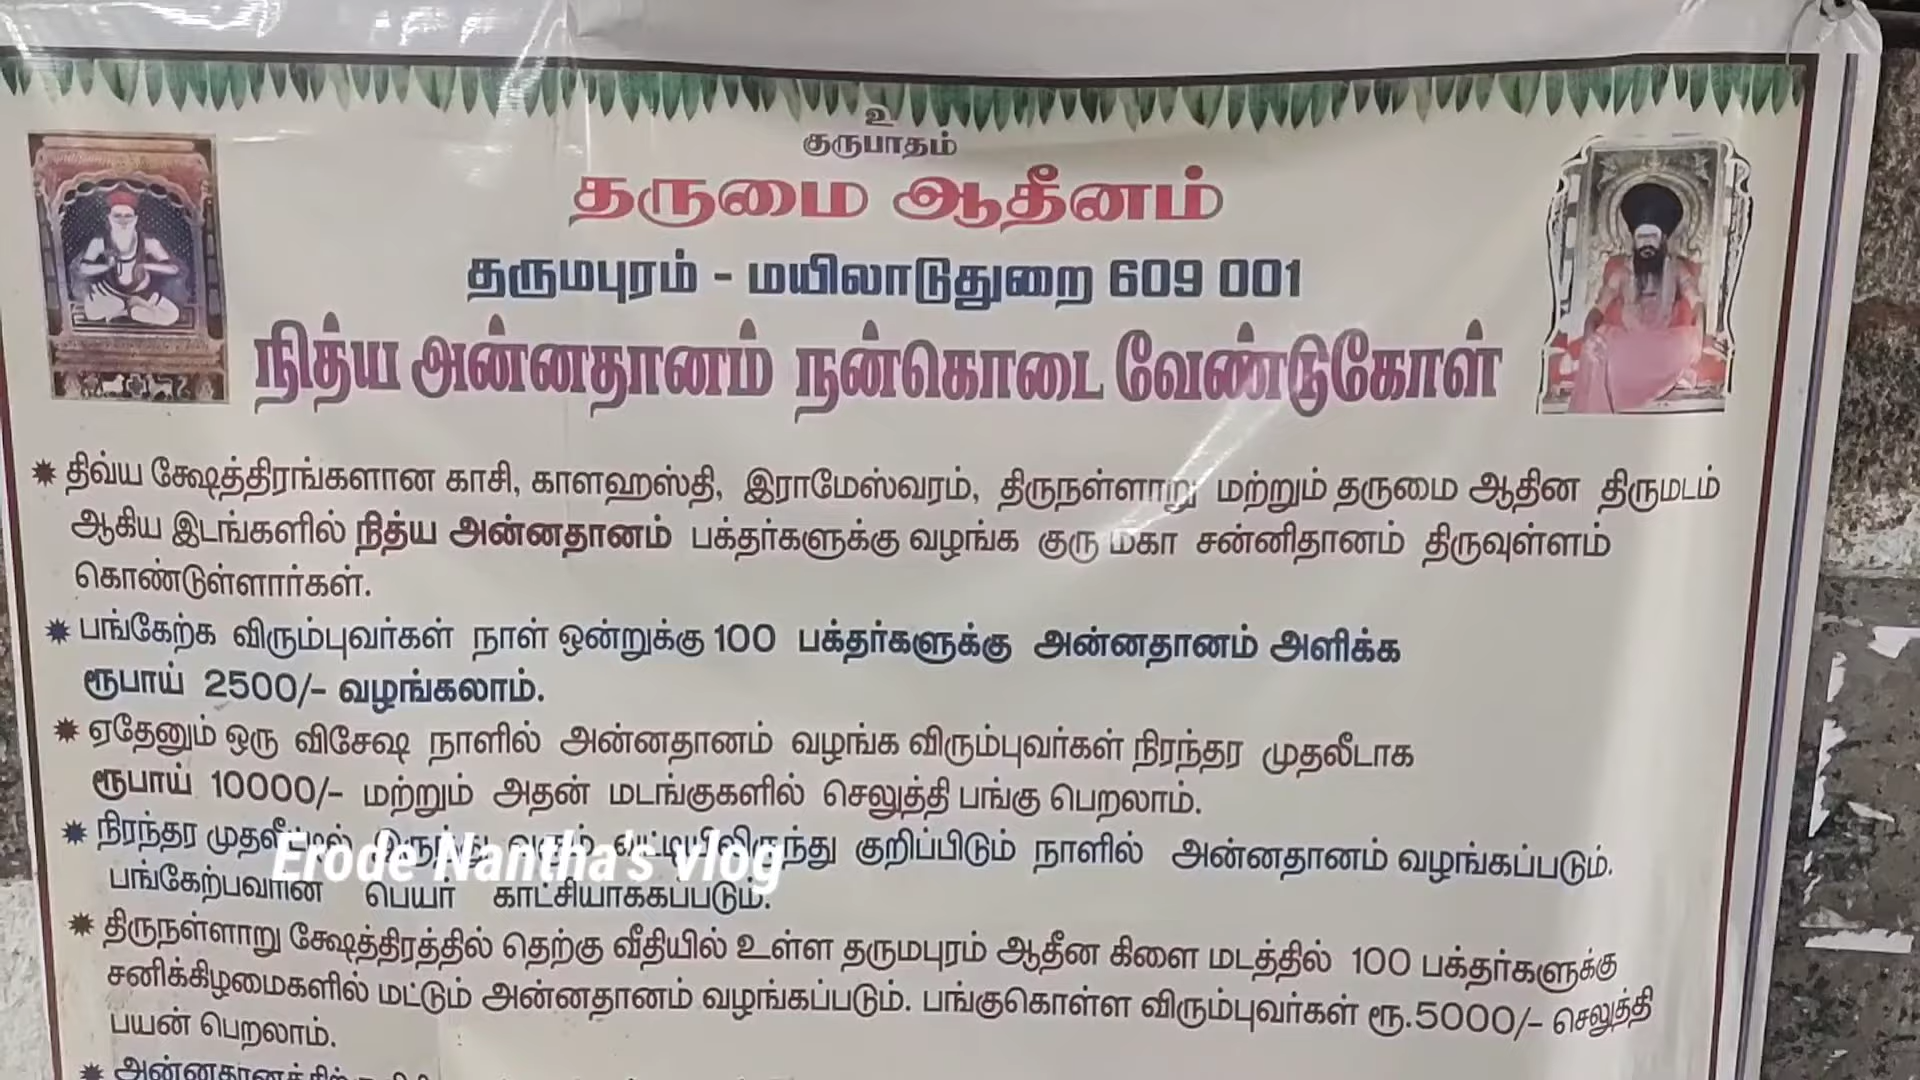 உ
குருபாதம்
தருமை ஆதீனம்
தருமபுரம் - மயிலாடுதுறை 609 001
நித்ய அன்னதானம் நன்கொடை வேண்டுகோள்
✸ திவ்ய க்ஷேத்திரங்களான காசி, காளஹஸ்தி, இராமேஸ்வரம், திருநள்ளாறு மற்றும் தருமை ஆதின திருமடம்
ஆகிய இடங்களில் நித்ய அன்னதானம் பக்தர்களுக்கு வழங்க குரு மகா சன்னிதானம் திருவுள்ளம்
கொண்டுள்ளார்கள்.
✸ பங்கேற்க விரும்புவர்கள் நாள் ஒன்றுக்கு 100 பக்தர்களுக்கு அன்னதானம் அளிக்க
ரூபாய் 2500/- வழங்கலாம்.
✸ ஏதேனும் ஒரு விசேஷ நாளில் அன்னதானம் வழங்க விரும்புவர்கள் நிரந்தர முதலீடாக
ரூபாய் 10000/- மற்றும் அதன் மடங்குகளில் செலுத்தி பங்கு பெறலாம்.
✸ நிரந்தர குறிப்பிடும் நாளில் அன்னதானம் வழங்கப்படும்.
Erode Nantha's vlog
பங்கேற்பவரின் பெயர் காட்சியாக்கப்படும்.
✸ திருநள்ளாறு க்ஷேத்திரத்தில் தெற்கு வீதியில் உள்ள தருமபுரம் ஆதீன கிளை மடத்தில் 100 பக்தர்களுக்கு
சனிக்கிழமைகளில் மட்டும் அன்னதானம் வழங்கப்படும். பங்குகொள்ள விரும்புவர்கள் ரூ.5000/- செலுத்தி
பயன் பெறலாம்.